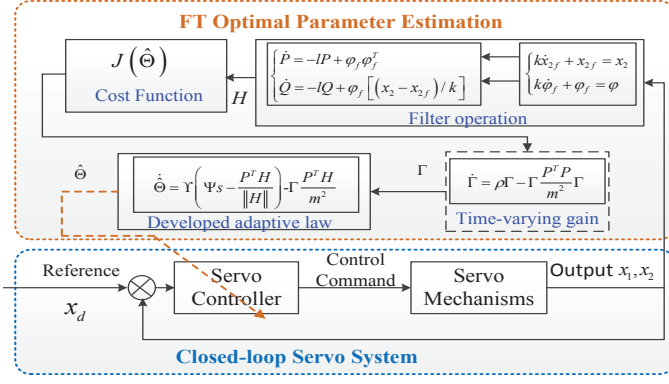 FT Optimal Parameter Estimation
J(Θ̂)
Cost Function
H
{Ṗ = -lP + φ_f φ_f^T
Q̇ = -lQ + φ_f [(x_2 - x_{2f}) / k]
Filter operation
{kẋ_{2f} + x_{2f} = x_2
kφ̇_f + φ_f = φ
Θ̂
Θ̂̇ = ϒ(Ψs - P^T H / ||H||) - Γ P^T H / m^2
Developed adaptive law
Γ
Γ̇ = ρΓ - Γ P^T P / m^2 Γ
Time-varying gain
Reference
x_d
Servo
Controller
Control
Command
Servo
Mechanisms
Output x_1, x_2
Closed-loop Servo System